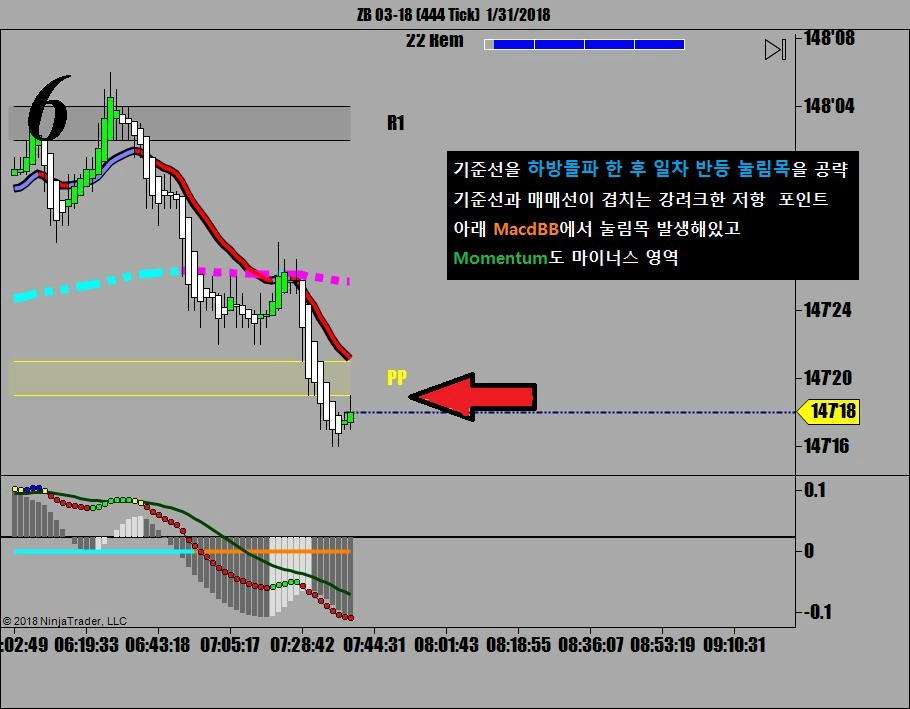 ZB 03-18 (444 Tick) 1/31/2018
22 Rem
148'08
6
148'04
R1
기준선을 하방돌파 한 후 일차 반등 눌림목을 공략
기준선과 매매선이 겹치는 강려크한 저항 포인트
아래 MacdBB에서 눌림목 발생해있고
Momentum도 마이너스 영역
147'24
PP
147'20
147'18
147'16
0.1
0
-0.1
© 2018 NinjaTrader, LLC
:02:49 06:19:33 06:43:18 07:05:17 07:28:42 07:44:31 08:01:43 08:18:55 08:36:07 08:53:19 09:10:31